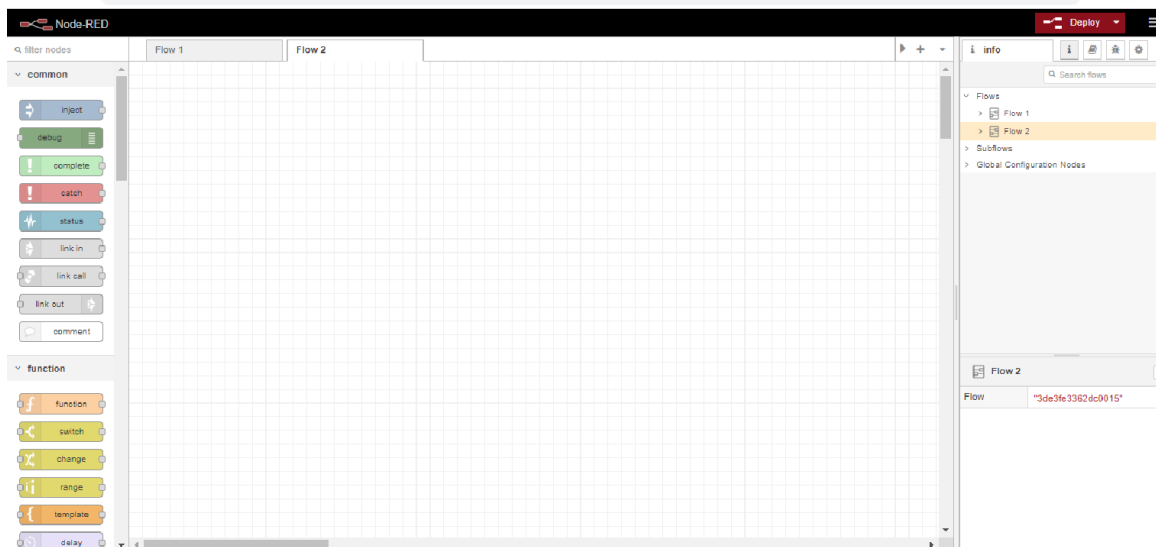 Node-RED
Deploy
filter nodes
Flow 1
Flow 2
info
Search flows
common
inject
debug
complete
catch
status
link in
link call
link out
comment
function
function
switch
change
range
template
delay
Flows
Flow 1
Flow 2
Subflows
Global Configuration Nodes
Flow 2
Flow "3de3fe3362dc0015"